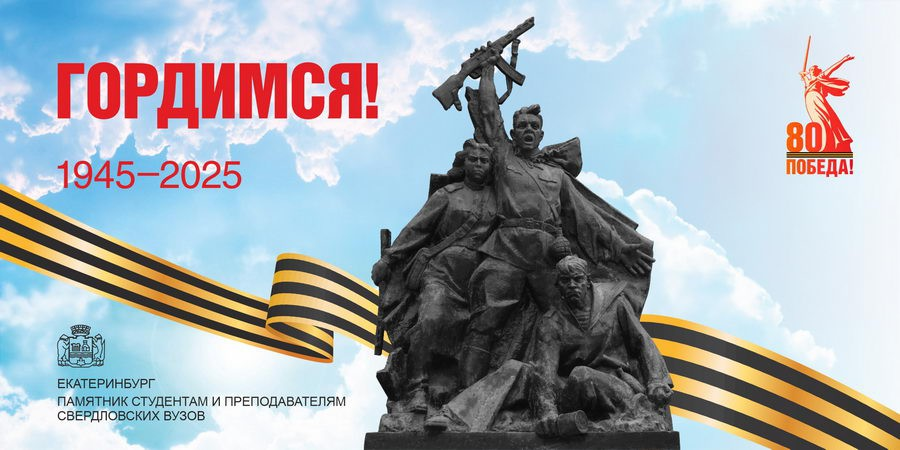 ГОРДИМСЯ!
1945–2025
80
ПОБЕДА!
ЕКАТЕРИНБУРГ
ПАМЯТНИК СТУДЕНТАМ И ПРЕПОДАВАТЕЛЯМ
СВЕРДЛОВСКИХ ВУЗОВ